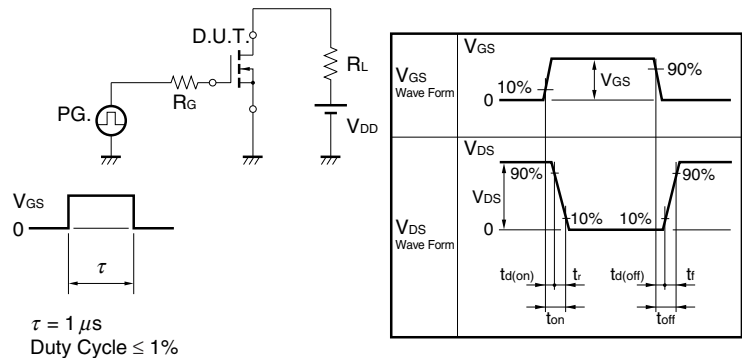 D.U.T.
RG
PG.
RL
VDD
VGS
0
τ
τ = 1 μs
Duty Cycle ≤ 1%
VGS
Wave Form
VGS
10%
0
VGS
90%
VDS
Wave Form
VDS
90%
VDS
0
10%
10%
90%
td(on)
tr
td(off)
tf
ton
toff